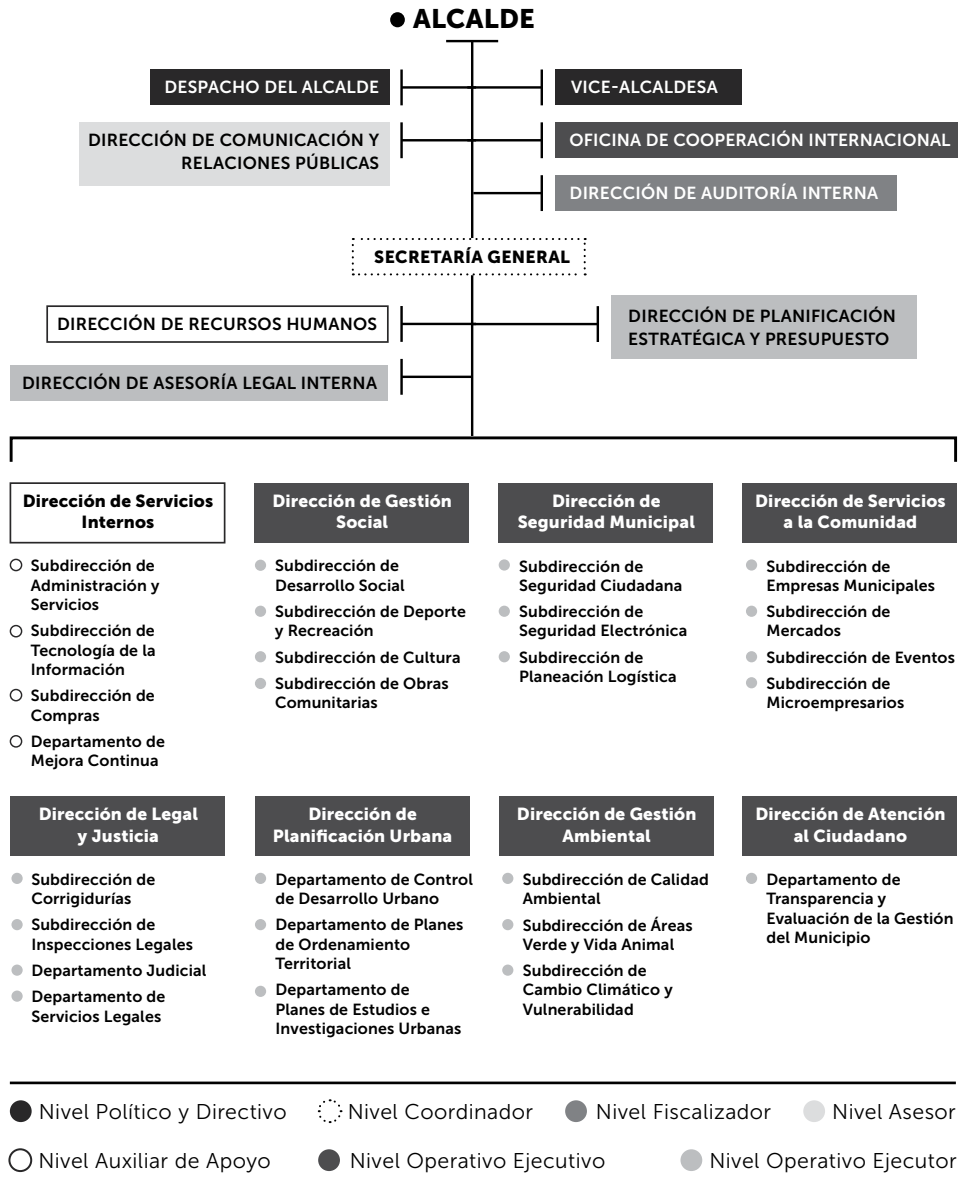 ALCALDE
DESPACHO DEL ALCALDE
VICE-ALCALDESA
DIRECCIÓN DE COMUNICACIÓN Y
RELACIONES PÚBLICAS
OFICINA DE COOPERACIÓN INTERNACIONAL
DIRECCIÓN DE AUDITORÍA INTERNA
SECRETARÍA GENERAL
DIRECCIÓN DE RECURSOS HUMANOS
DIRECCIÓN DE PLANIFICACIÓN
ESTRATÉGICA Y PRESUPUESTO
DIRECCIÓN DE ASESORÍA LEGAL INTERNA
Dirección de Servicios
Internos
Subdirección de
Administración y
Servicios
Subdirección de
Tecnología de la
Información
Subdirección de
Compras
Departamento de
Mejora Continua
Dirección de Gestión
Social
Subdirección de
Desarrollo Social
Subdirección de Deporte
y Recreación
Subdirección de Cultura
Subdirección de Obras
Comunitarias
Dirección de
Seguridad Municipal
Subdirección de
Seguridad Ciudadana
Subdirección de
Seguridad Electrónica
Subdirección de
Planeación Logística
Dirección de Servicios
a la Comunidad
Subdirección de
Empresas Municipales
Subdirección de
Mercados
Subdirección de Eventos
Subdirección de
Microempresarios
Dirección de Legal
y Justicia
Subdirección de
Corrigidurías
Subdirección de
Inspecciones Legales
Departamento Judicial
Departamento de
Servicios Legales
Dirección de
Planificación Urbana
Departamento de Control
de Desarrollo Urbano
Departamento de Planes
de Ordenamiento
Territorial
Departamento de
Planes de Estudios e
Investigaciones Urbanas
Dirección de Gestión
Ambiental
Subdirección de Calidad
Ambiental
Subdirección de Áreas
Verde y Vida Animal
Subdirección de
Cambio Climático y
Vulnerabilidad
Dirección de Atención
al Ciudadano
Departamento de
Transparencia y
Evaluación de la Gestión
del Municipio
Nivel Político y Directivo
Nivel Coordinador
Nivel Fiscalizador
Nivel Asesor
Nivel Auxiliar de Apoyo
Nivel Operativo Ejecutivo
Nivel Operativo Ejecutor